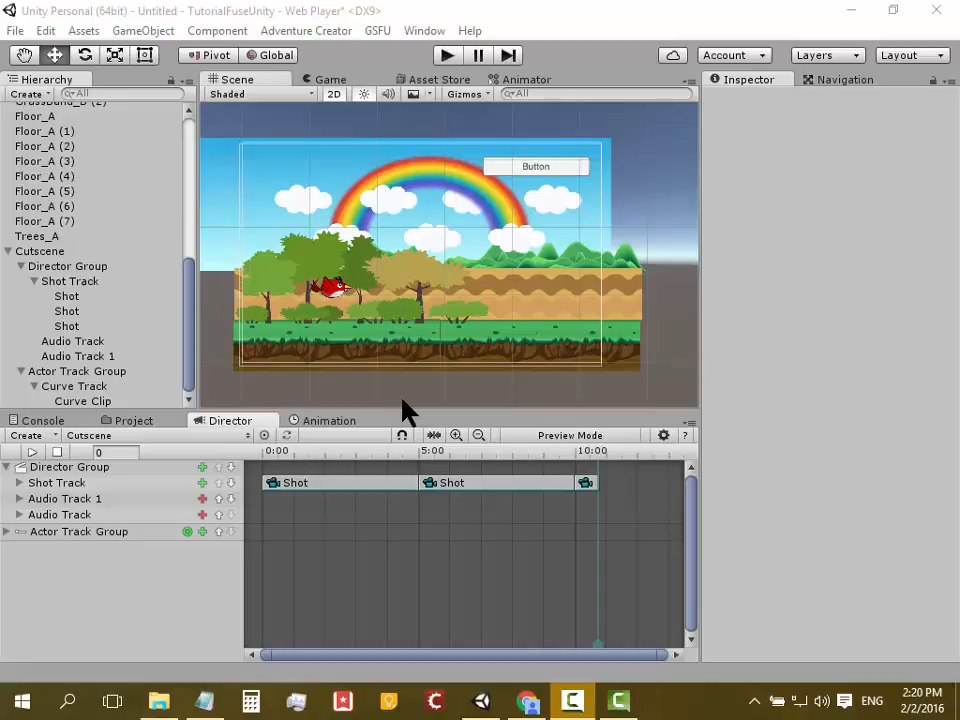 Unity Personal (64bit) - Untitled - TutorialFuseUnity - Web Player* <DX9>
File Edit Assets GameObject Component Adventure Creator GSFU Window Help
Pivot Global Account Layers Layout
Hierarchy Scene Game Asset Store Animator Inspector Navigation
Create All Shaded 2D Gizmos All
GrassBand_B (2)
Floor_A
Floor_A (1)
Floor_A (2)
Floor_A (3)
Floor_A (4)
Floor_A (5)
Floor_A (6)
Floor_A (7)
Trees_A
Cutscene
Director Group
Shot Track
Shot
Shot
Shot
Audio Track
Audio Track 1
Actor Track Group
Curve Track
Curve Clip
Button
Console Project Director Animation
Create Cutscene Preview Mode ?
0 0:00 5:00 10:00
Director Group
Shot Track Shot Shot
Audio Track 1
Audio Track
Actor Track Group
ENG
2:20 PM
2/2/2016